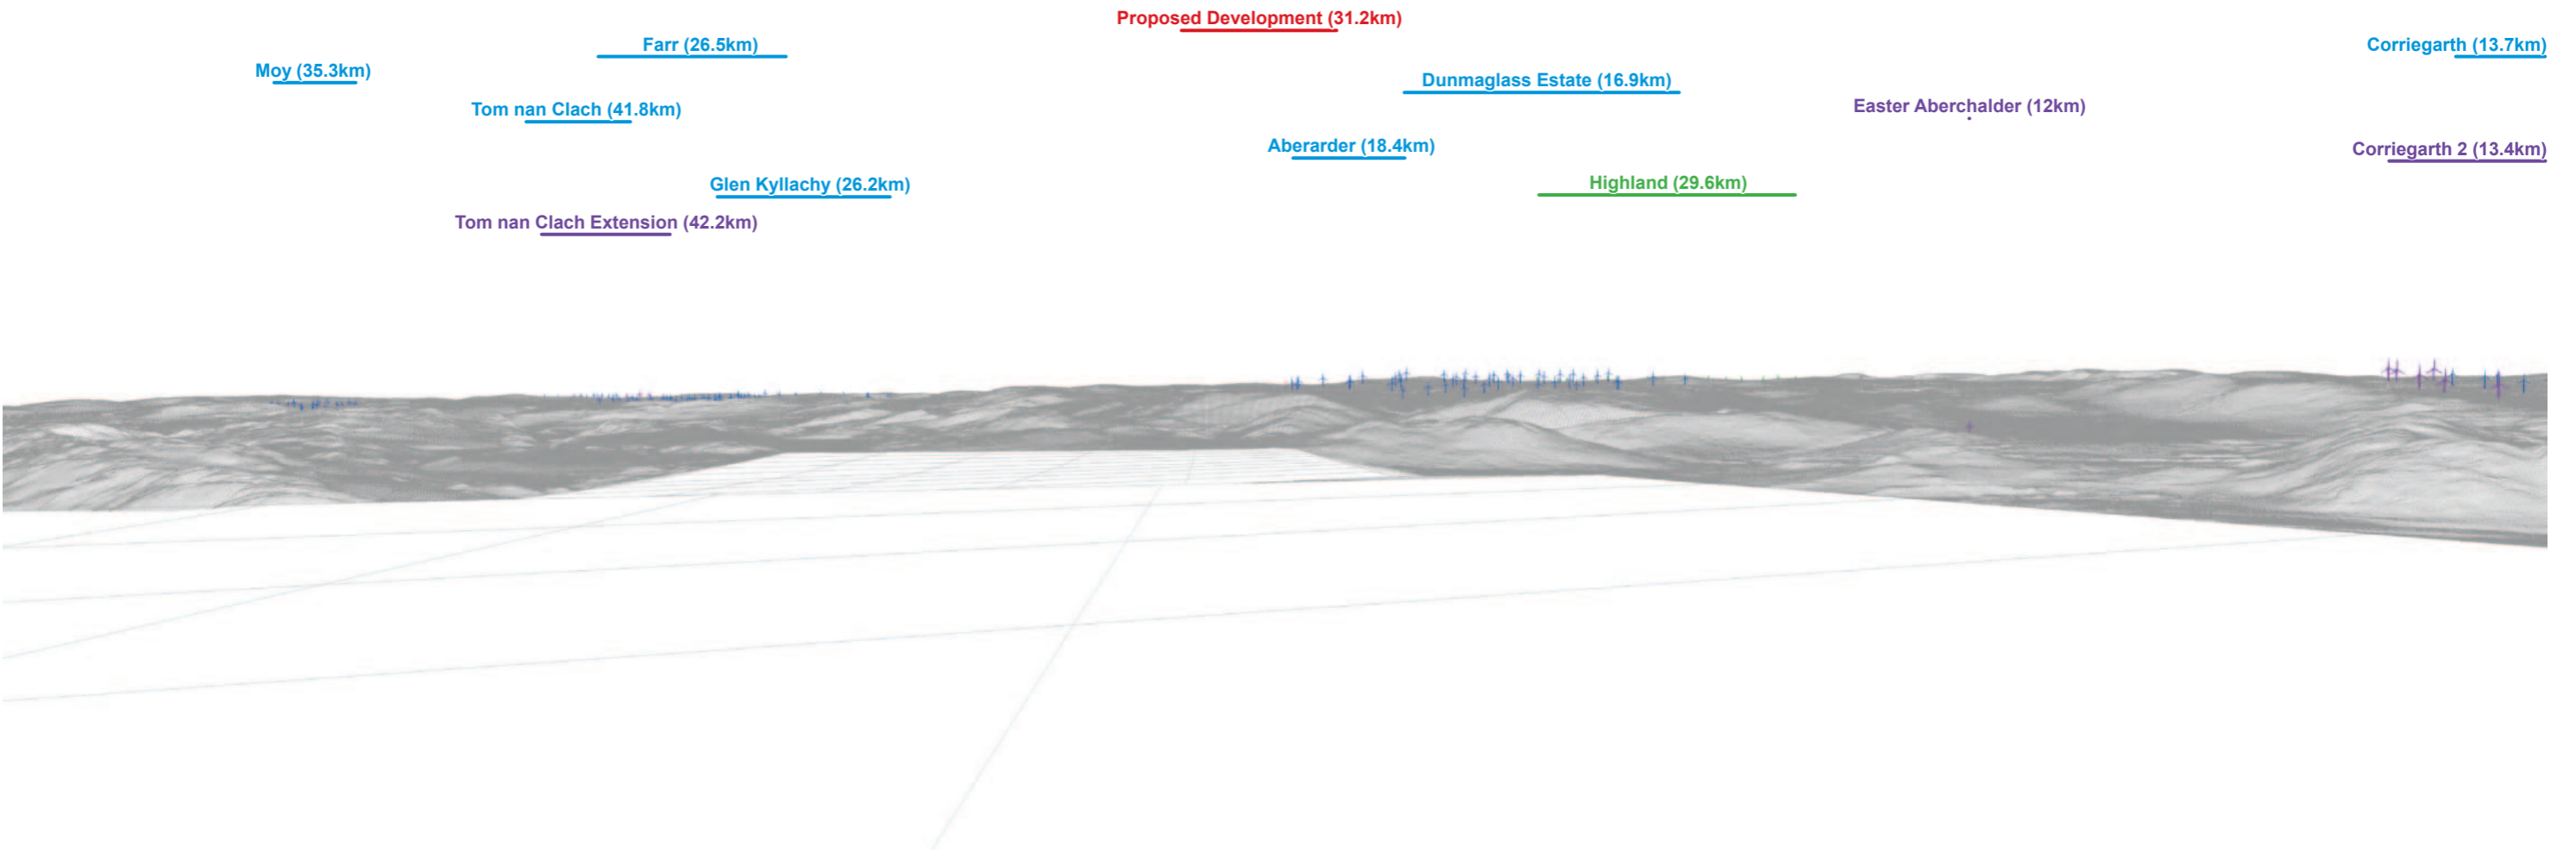 Proposed Development (31.2km)
Farr (26.5km)
Corriegarth (13.7km)
Moy (35.3km)
Dunmaglass Estate (16.9km)
Tom nan Clach (41.8km)
Easter Aberchalder (12km)
Aberarder (18.4km)
Corriegarth 2 (13.4km)
Glen Kyllachy (26.2km)
Highland (29.6km)
Tom nan Clach Extension (42.2km)